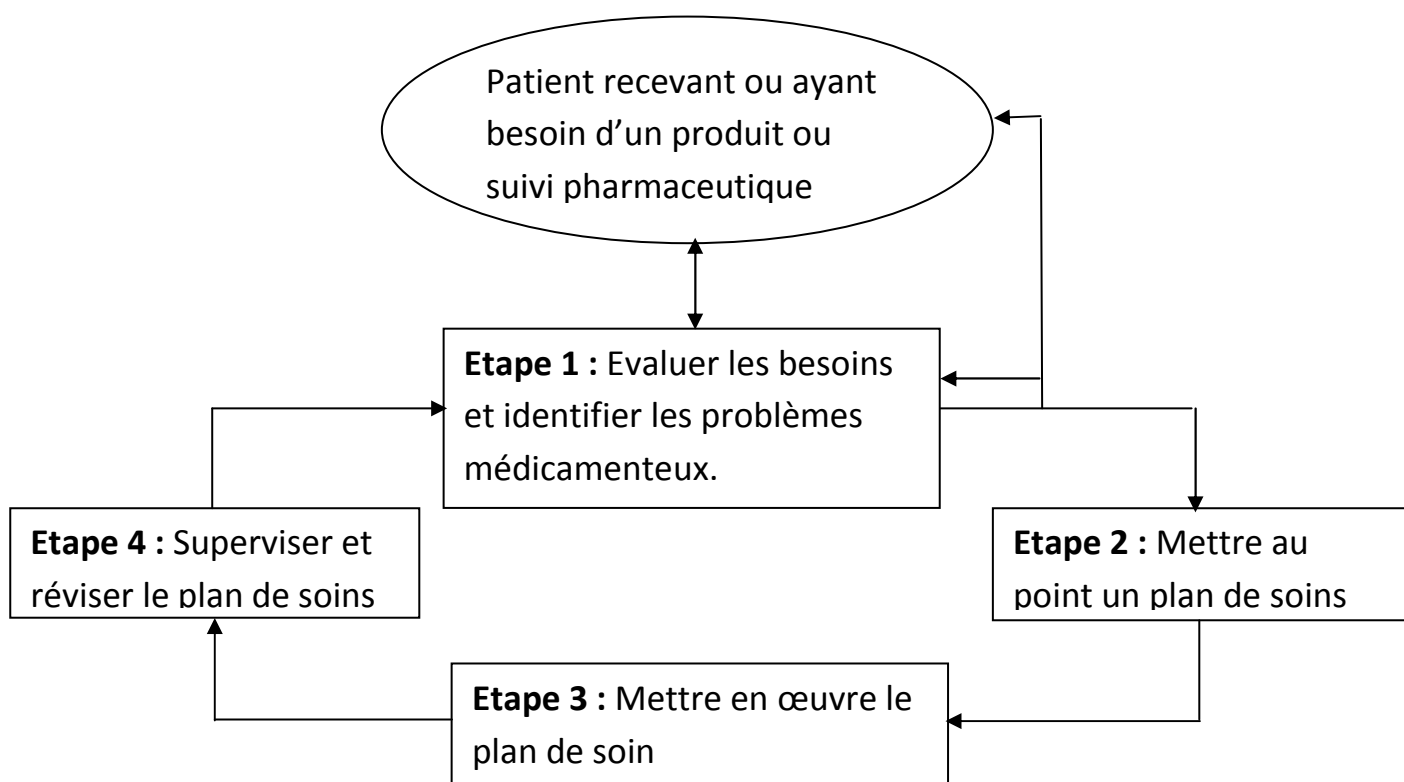 Patient recevant ou ayant
besoin d’un produit ou
suivi pharmaceutique
Etape 1 : Evaluer les besoins
et identifier les problèmes
médicamenteux.
Etape 2 : Mettre au
point un plan de soins
Etape 3 : Mettre en œuvre le
plan de soin
Etape 4 : Superviser et
réviser le plan de soins